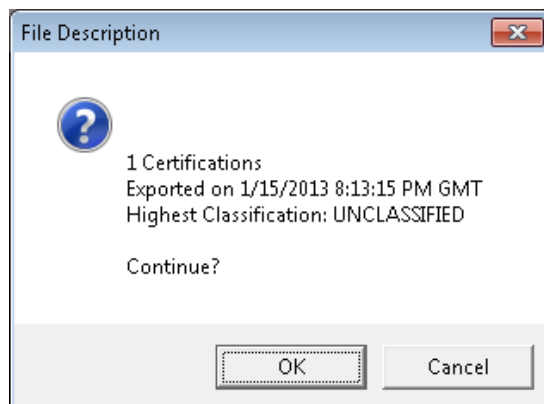 File Description
1 Certifications
Exported on 1/15/2013 8:13:15 PM GMT
Highest Classification: UNCLASSIFIED
Continue?
OK
Cancel